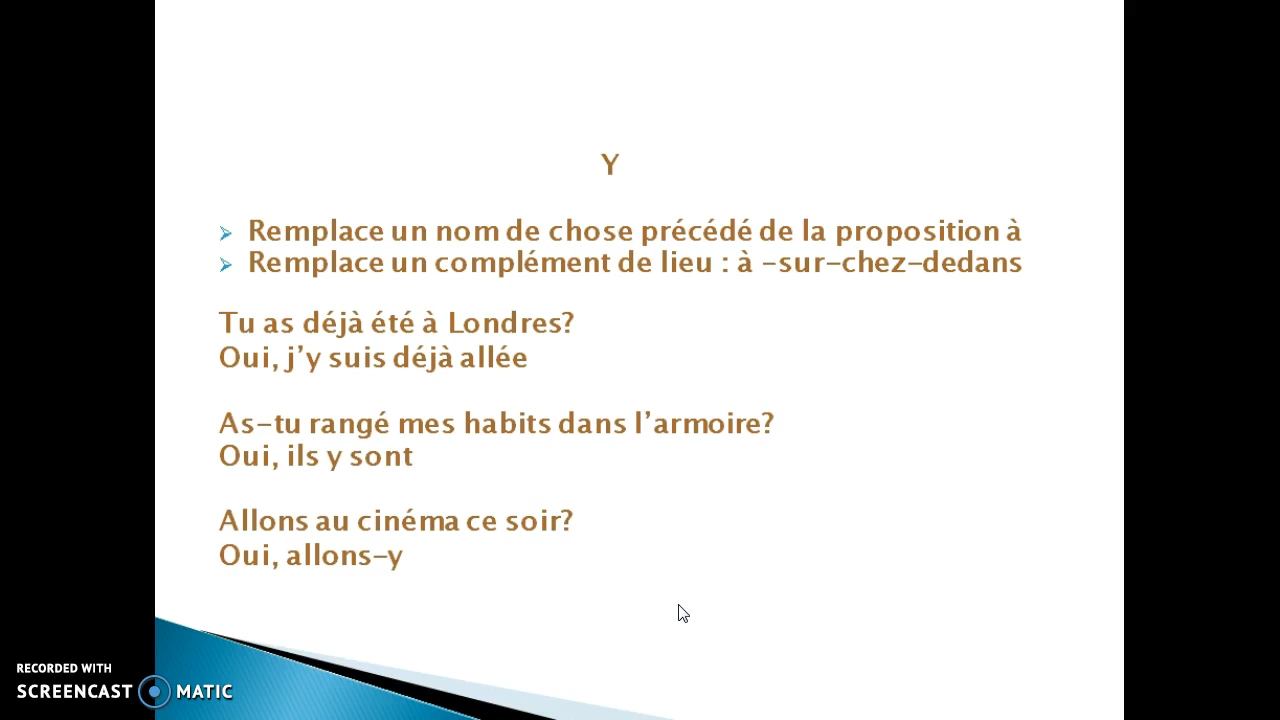 Y
Remplace un nom de chose précédé de la proposition à
Remplace un complément de lieu : à -sur-chez-dedans
Tu as déjà été à Londres?
Oui, j’y suis déjà allée
As-tu rangé mes habits dans l’armoire?
Oui, ils y sont
Allons au cinéma ce soir?
Oui, allons-y
RECORDED WITH
SCREENCAST MATIC